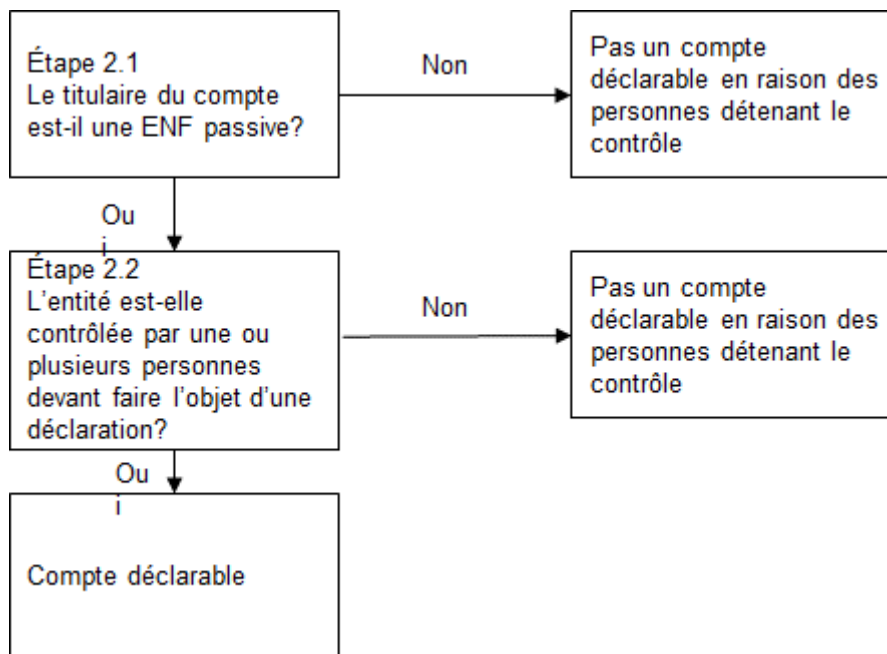 Étape 2.1
Le titulaire du compte
est-il une ENF passive?
Non
Pas un compte
déclarable en raison des
personnes détenant le
contrôle
Ou
i
Étape 2.2
L'entité est-elle
contrôlée par une ou
plusieurs personnes
devant faire l'objet d'une
déclaration?
Non
Pas un compte
déclarable en raison des
personnes détenant le
contrôle
Ou
i
Compte déclarable